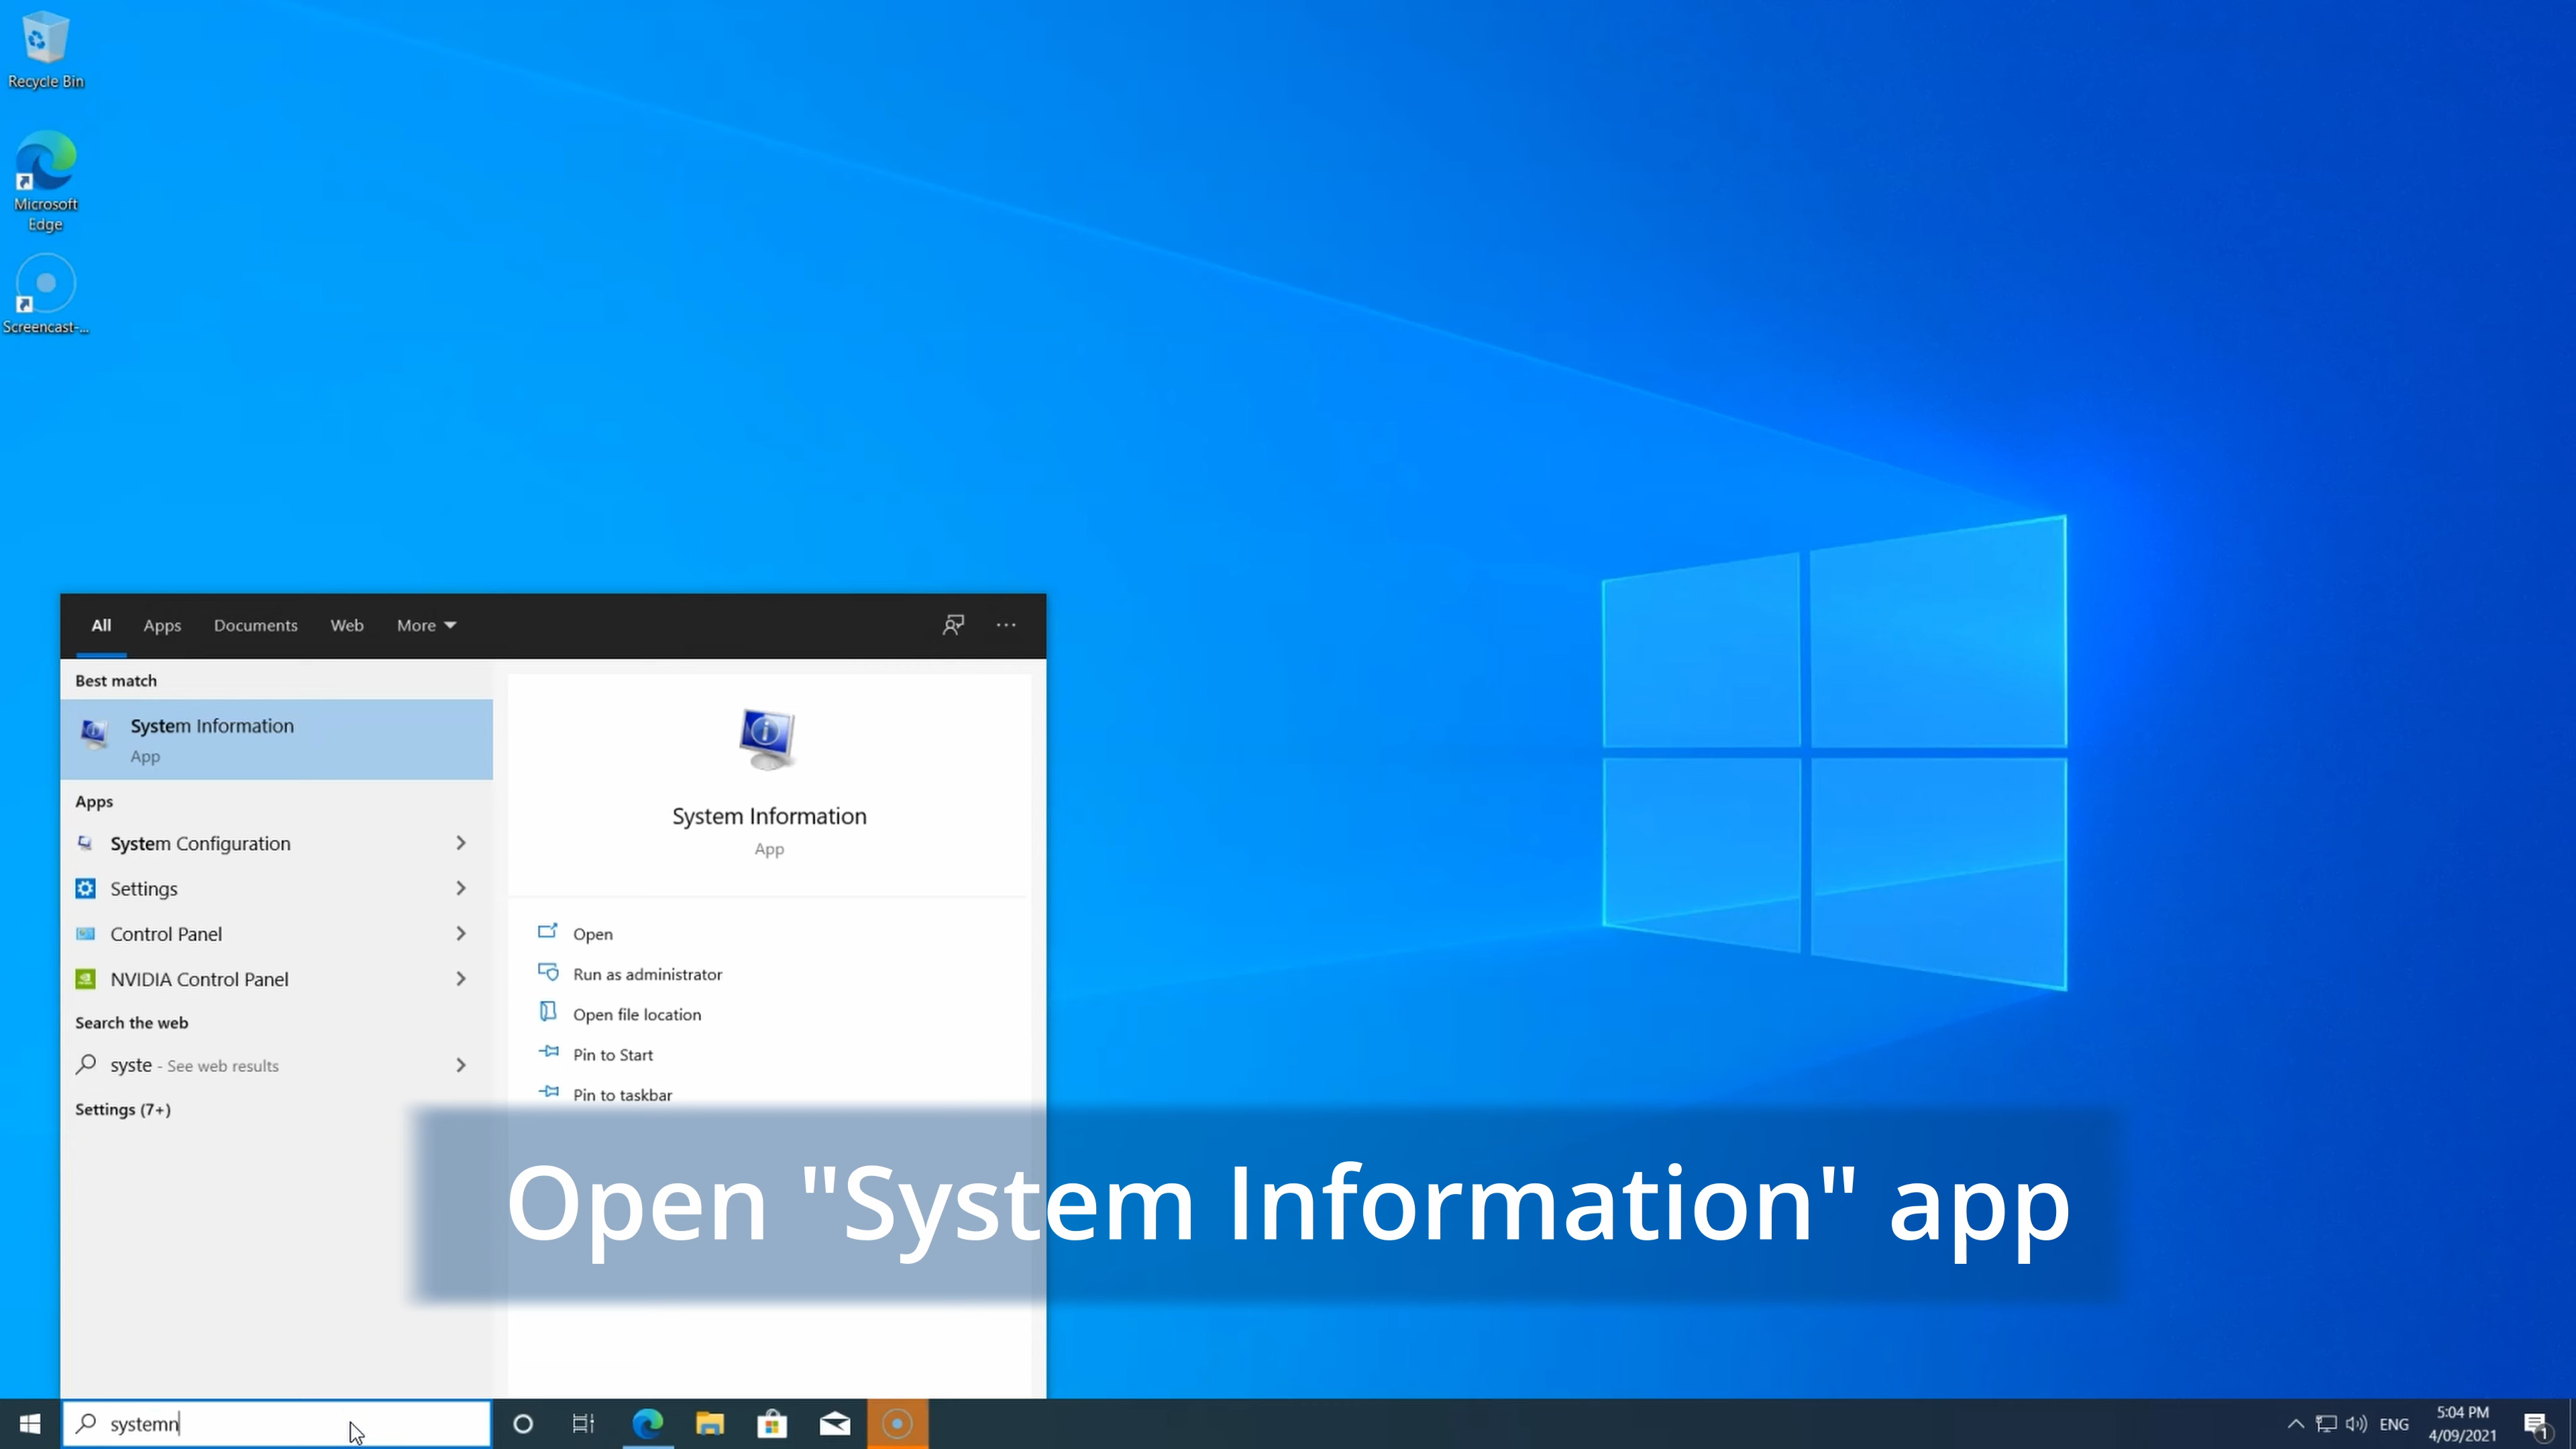 Recycle Bin
Microsoft
Edge
Screencast-...
All Apps Documents Web More
Best match
System Information
App
Apps
System Configuration
Settings
Control Panel
NVIDIA Control Panel
Search the web
syste - See web results
Settings (7+)
System Information
App
Open
Run as administrator
Open file location
Pin to Start
Pin to taskbar
Open "System Information" app
systemn
ENG
5:04 PM
4/09/2021
1